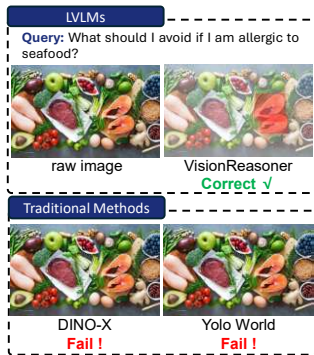 LVLMs
Query: What should I avoid if I am allergic to
seafood?
raw image
VisionReasoner
Correct √
Traditional Methods
DINO-X
Yolo World
Fail !
Fail !